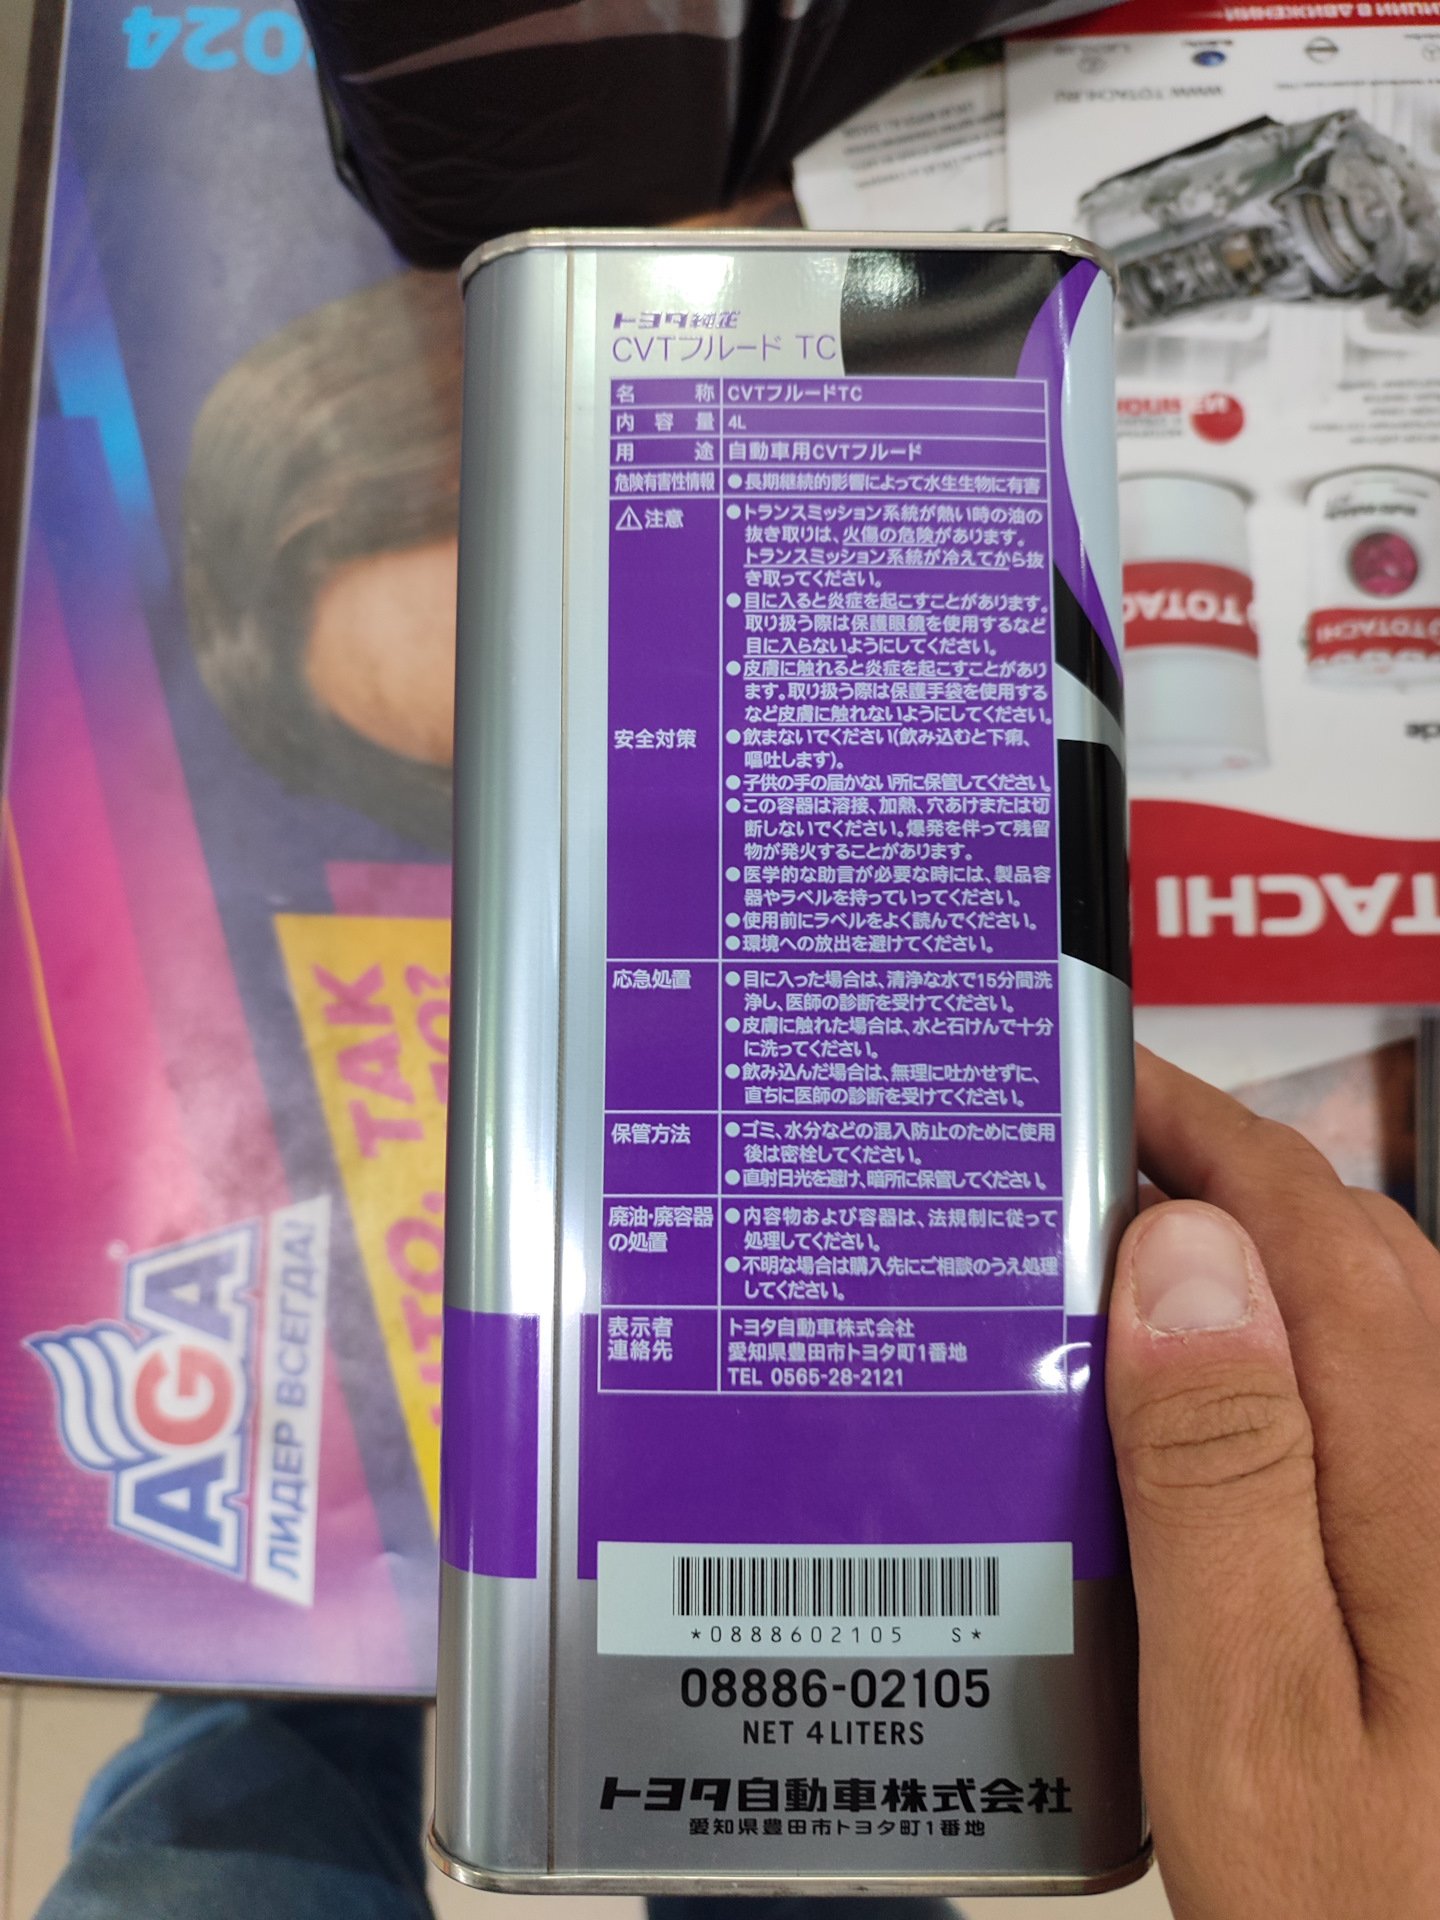 2024
WWW.TOTACHI.RU
トヨタ純正
CVTフルード TC
名称 CVTフルードTC
内容量 4L
用途 自動車用CVTフルード
危険有害性情報 ●長期継続的影響によって水生生物に有害
⚠注意
●トランスミッション系統が熱い時の油の
抜き取りは、火傷の危険があります。
トランスミッション系統が冷えてから抜
き取ってください。
●目に入ると炎症を起こすことがあります。
取り扱う際は保護眼鏡を使用するなど
目に入らないようにしてください。
●皮膚に触れると炎症を起こすことがあり
ます。取り扱う際は保護手袋を使用する
など皮膚に触れないようにしてください。
安全対策
●飲まないでください(飲み込むと下痢、
嘔吐します)。
●子供の手の届かない所に保管してください。
●この容器は溶接、加熱、穴あけまたは切
断しないでください。爆発を伴って残留
物が発火することがあります。
●医学的な助言が必要な時には、製品容
器やラベルを持っていってください。
●使用前にラベルをよく読んでください。
●環境への放出を避けてください。
応急処置
●目に入った場合は、清浄な水で15分間洗
浄し、医師の診断を受けてください。
●皮膚に触れた場合は、水と石けんで十分
に洗ってください。
●飲み込んだ場合は、無理に吐かせずに、
直ちに医師の診断を受けてください。
保管方法
●ゴミ、水分などの混入防止のために使用
後は密栓してください。
●直射日光を避け、暗所に保管してください。
廃油・廃容器
の処置
●内容物および容器は、法規制に従って
処理してください。
●不明な場合は購入先にご相談のうえ処理
してください。
表示者
連絡先
トヨタ自動車株式会社
愛知県豊田市トヨタ町1番地
TEL 0565-28-2121
*0888602105 S*
08886-02105
NET 4LITERS
トヨタ自動車株式会社
愛知県豊田市トヨタ町1番地
AGA
ЛИДЕР ВСЕГДА!
ТАК
TOTACHI
TOTACHI
TACHI